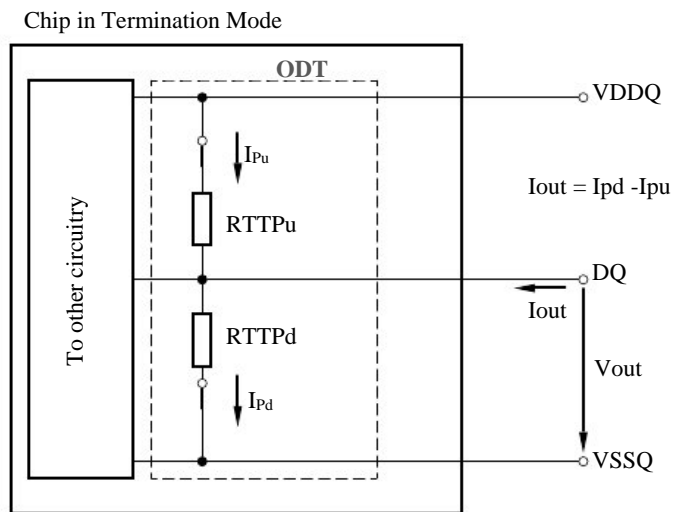 Chip in Termination Mode
ODT
VDDQ
IPu
Iout = Ipd -Ipu
RTTPu
To other circuitry
DQ
Iout
RTTPd
Vout
IPd
VSSQ